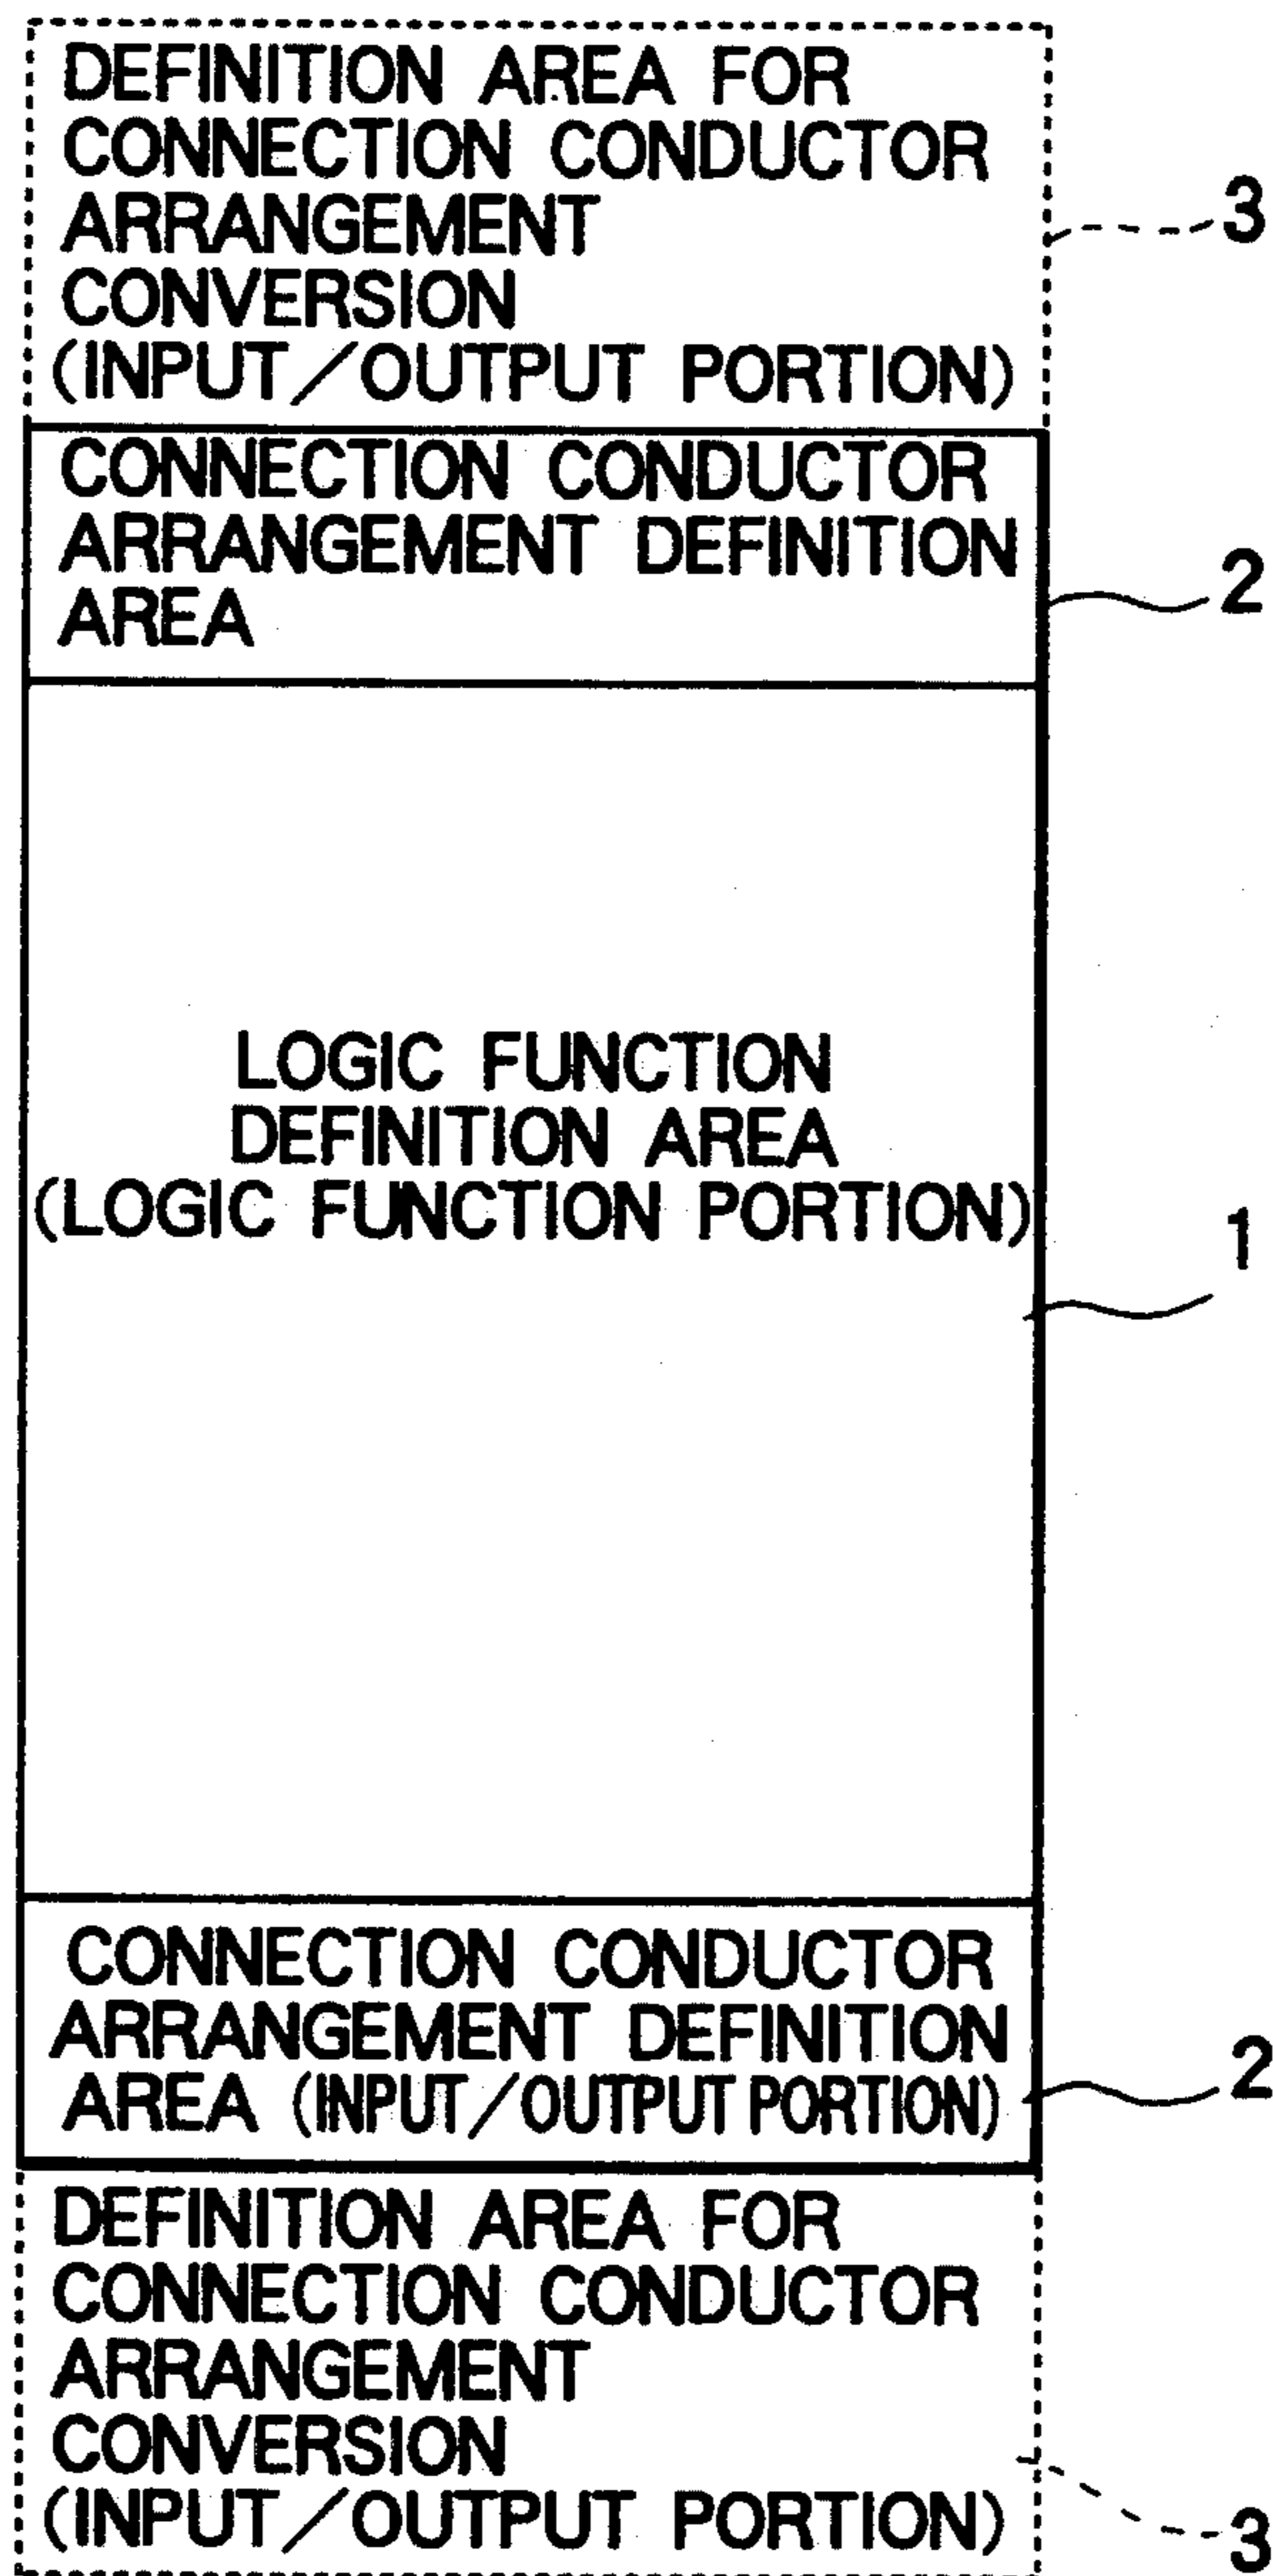 DEFINITION AREA FOR
CONNECTION CONDUCTOR
ARRANGEMENT
CONVERSION
(INPUT/OUTPUT PORTION)
3
CONNECTION CONDUCTOR
ARRANGEMENT DEFINITION
AREA
2
LOGIC FUNCTION
DEFINITION AREA
(LOGIC FUNCTION PORTION)
1
CONNECTION CONDUCTOR
ARRANGEMENT DEFINITION
AREA (INPUT/OUTPUT PORTION)
2
DEFINITION AREA FOR
CONNECTION CONDUCTOR
ARRANGEMENT
CONVERSION
(INPUT/OUTPUT PORTION)
3